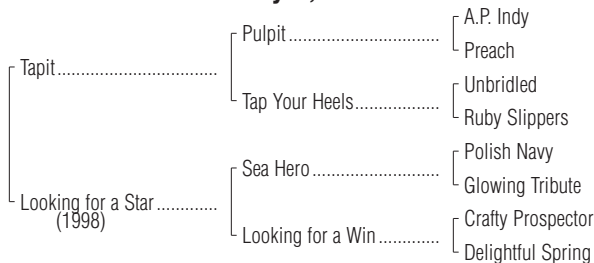 A.P. Indy
Pulpit
Preach
Tapit
Unbridled
Tap Your Heels
Ruby Slippers
Polish Navy
Sea Hero
Glowing Tribute
Looking for a Star
(1998)
Crafty Prospector
Looking for a Win
Delightful Spring